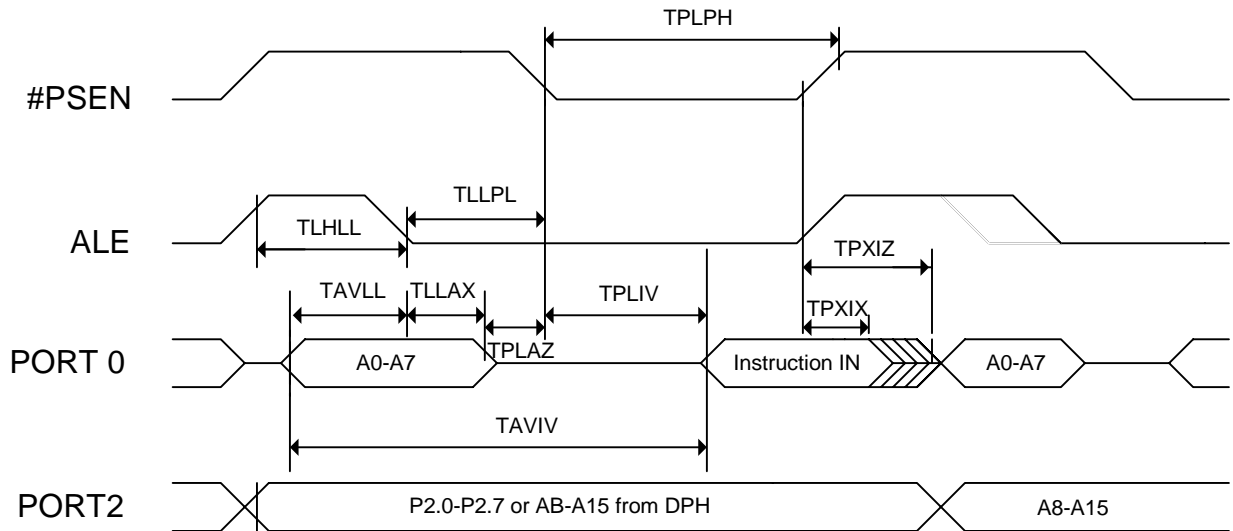 TPLPH
#PSEN
TLLPL
TLHLL
ALE
TPXIZ
TAVLL
TLLAX
TPLIV
TPXIX
PORT 0
A0-A7
TPLAZ
Instruction IN
A0-A7
TAVIV
PORT2
P2.0-P2.7 or AB-A15 from DPH
A8-A15